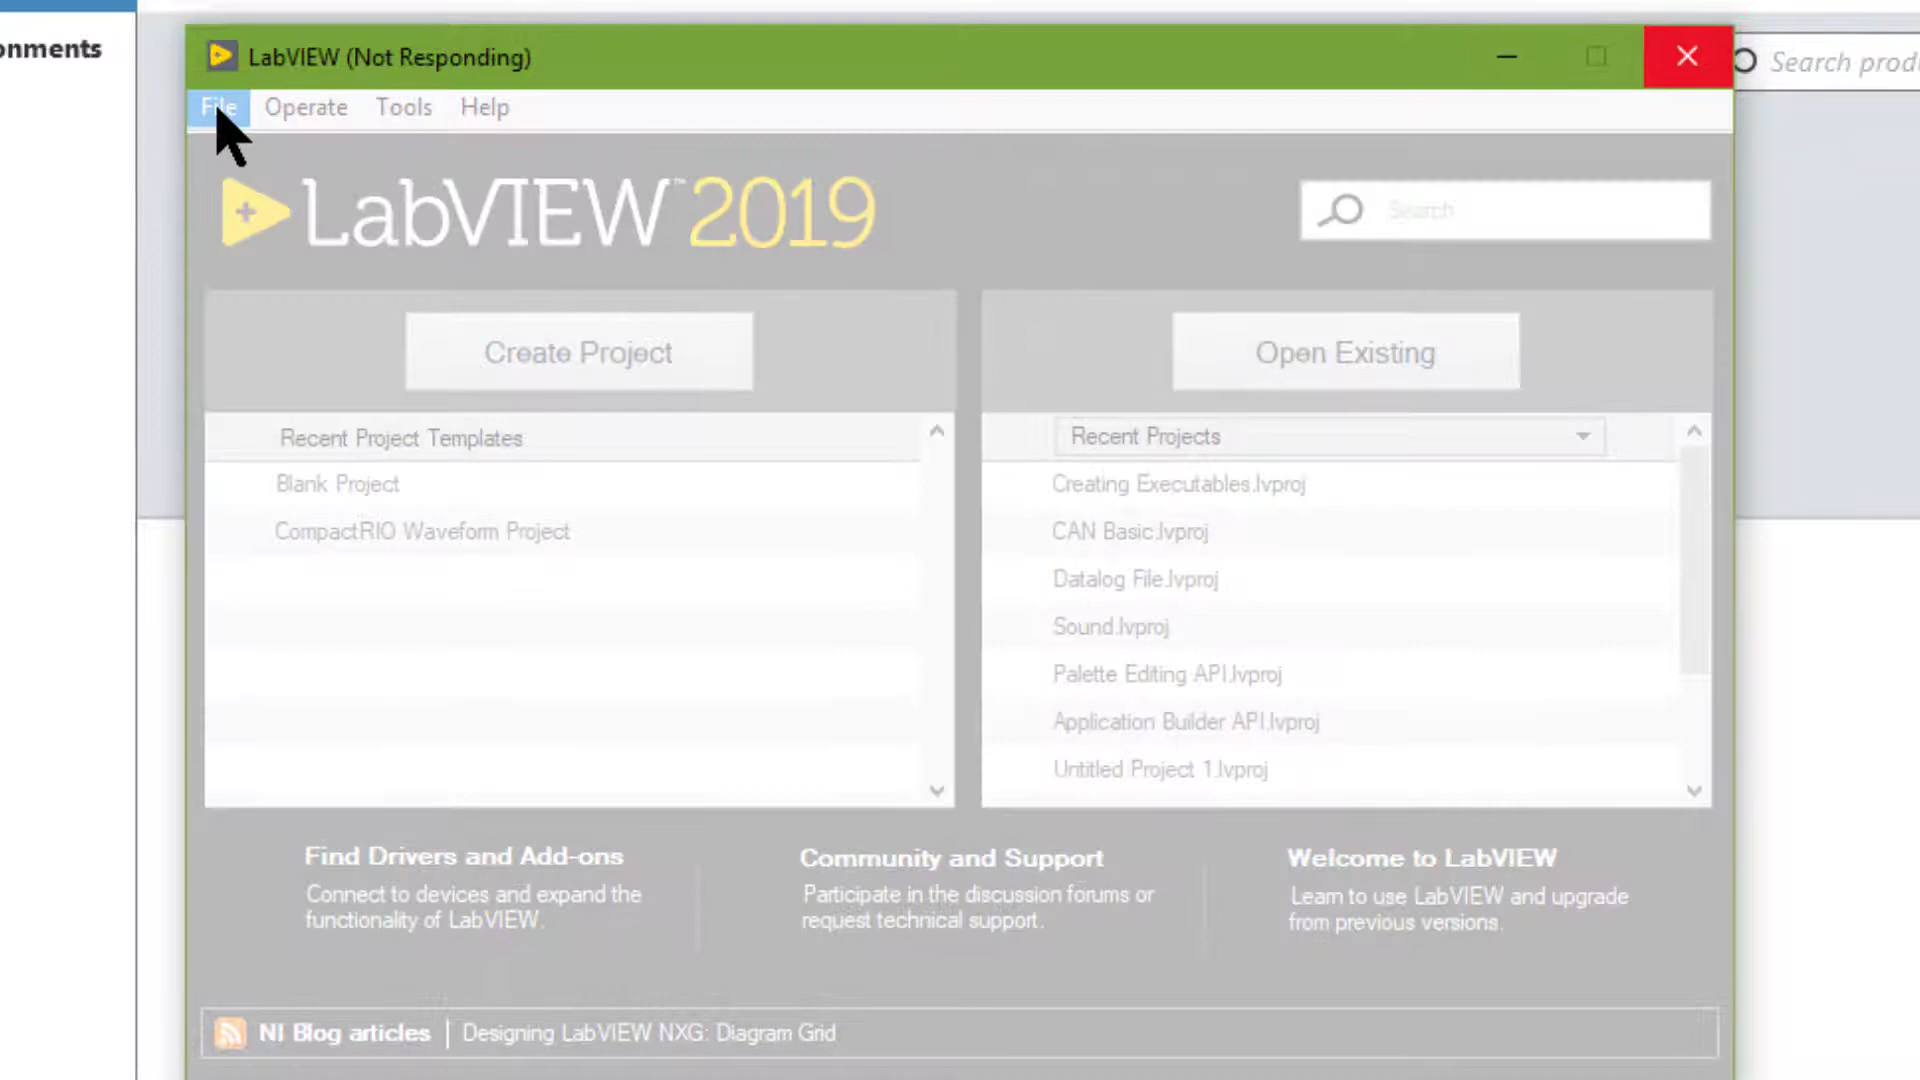 onments
LabVIEW (Not Responding)
Search produ
File Operate Tools Help
LabVIEW™ 2019
Search
Create Project
Open Existing
Recent Project Templates
Blank Project
CompactRIO Waveform Project
Recent Projects
Creating Executables.lvproj
CAN Basic.lvproj
Datalog File.lvproj
Sound.lvproj
Palette Editing API.lvproj
Application Builder API.lvproj
Untitled Project 1.lvproj
Find Drivers and Add-ons
Connect to devices and expand the
functionality of LabVIEW.
Community and Support
Participate in the discussion forums or
request technical support.
Welcome to LabVIEW
Learn to use LabVIEW and upgrade
from previous versions.
NI Blog articles | Designing LabVIEW NXG: Diagram Grid